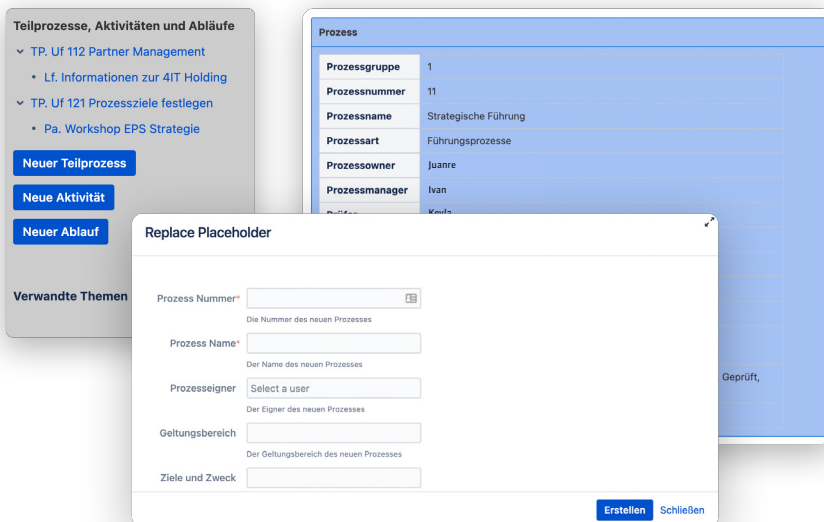 Teilprozesse, Aktivitäten und Abläufe
TP. Uf 112 Partner Management
Lf. Informationen zur 4IT Holding
TP. Uf 121 Prozessziele festlegen
Pa. Workshop EPS Strategie
Neuer Teilprozess
Neue Aktivität
Neuer Ablauf
Verwandte Themen
Prozess
Prozessgruppe 1
Prozessnummer 11
Prozessname Strategische Führung
Prozessart Führungsprozesse
Prozessowner Juanre
Prozessmanager Ivan
Prüfer Keyla
Geprüft,
Replace Placeholder
Prozess Nummer*
Die Nummer des neuen Prozesses
Prozess Name*
Der Name des neuen Prozesses
Prozesseigner Select a user
Der Eigner des neuen Prozesses
Geltungsbereich
Der Geltungsbereich des neuen Prozesses
Ziele und Zweck
Erstellen Schließen